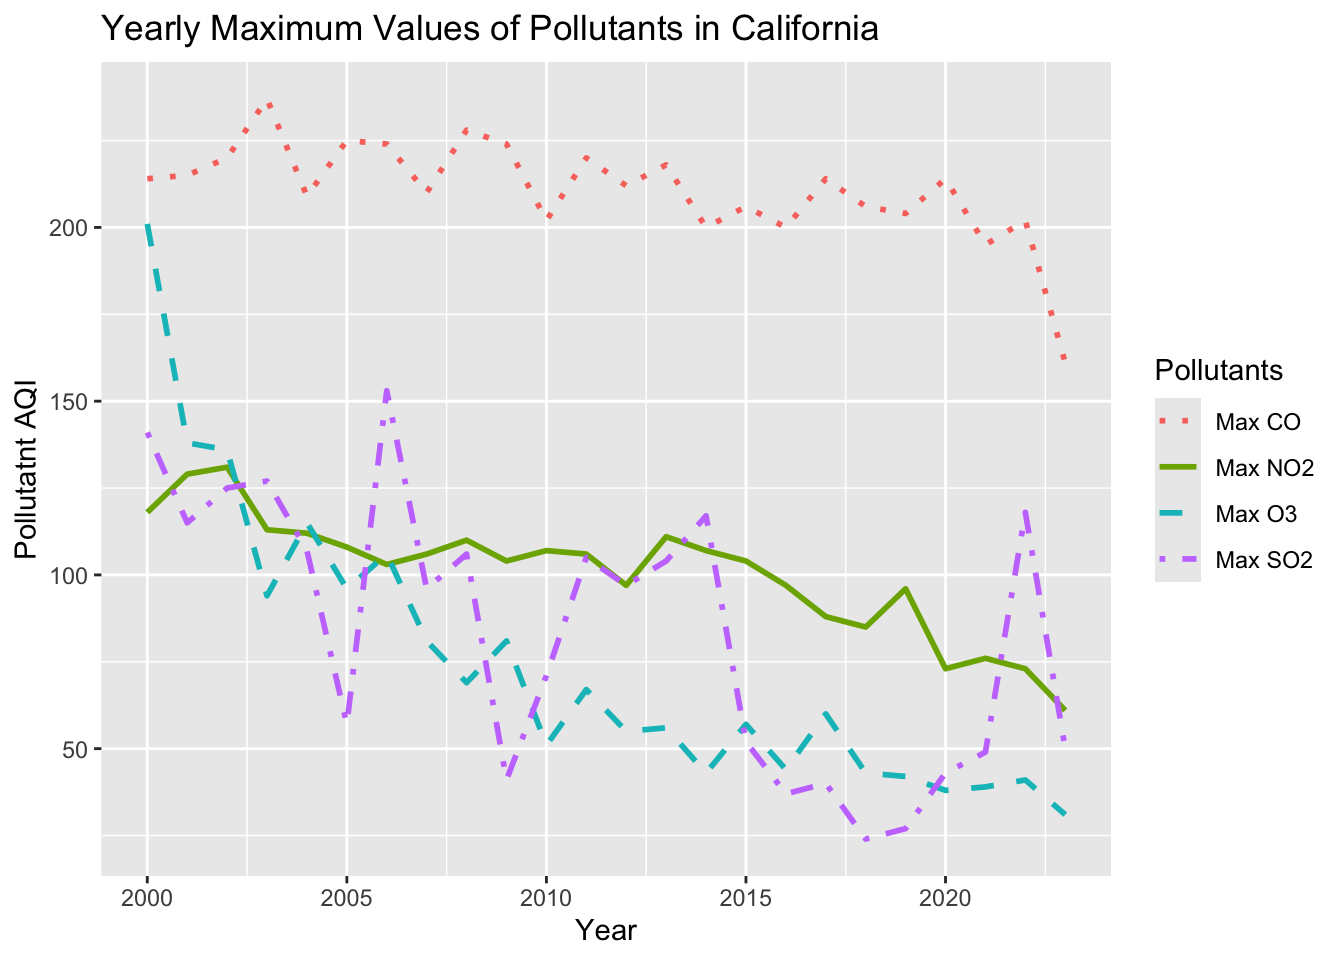 Yearly Maximum Values of Pollutants in California
Pollutatnt AQI
200
150
100
50
2000 2005 2010 2015 2020
Year
Pollutants
Max CO
Max NO2
Max O3
Max SO2